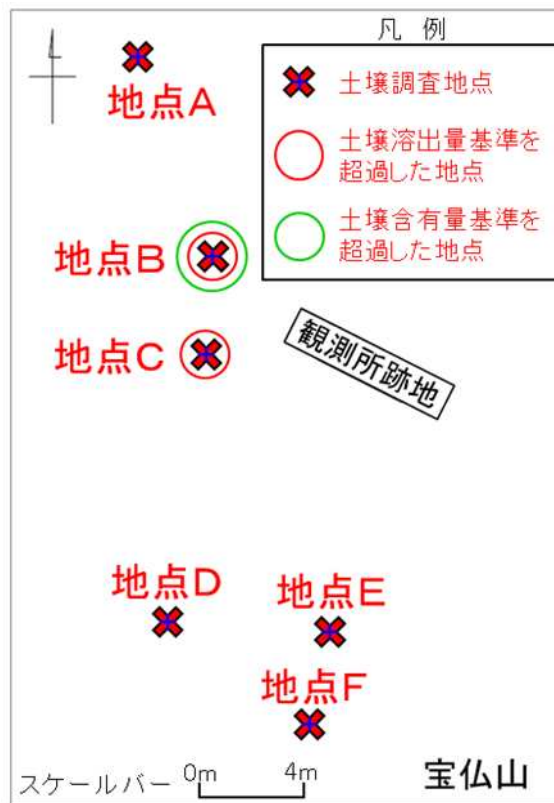 凡 例
土壌調査地点
土壌溶出量基準を
超過した地点
土壌含有量基準を
超過した地点
地点A
地点B
地点C
観測所跡地
地点D
地点E
地点F
スケールバー 0m 4m
宝仏山